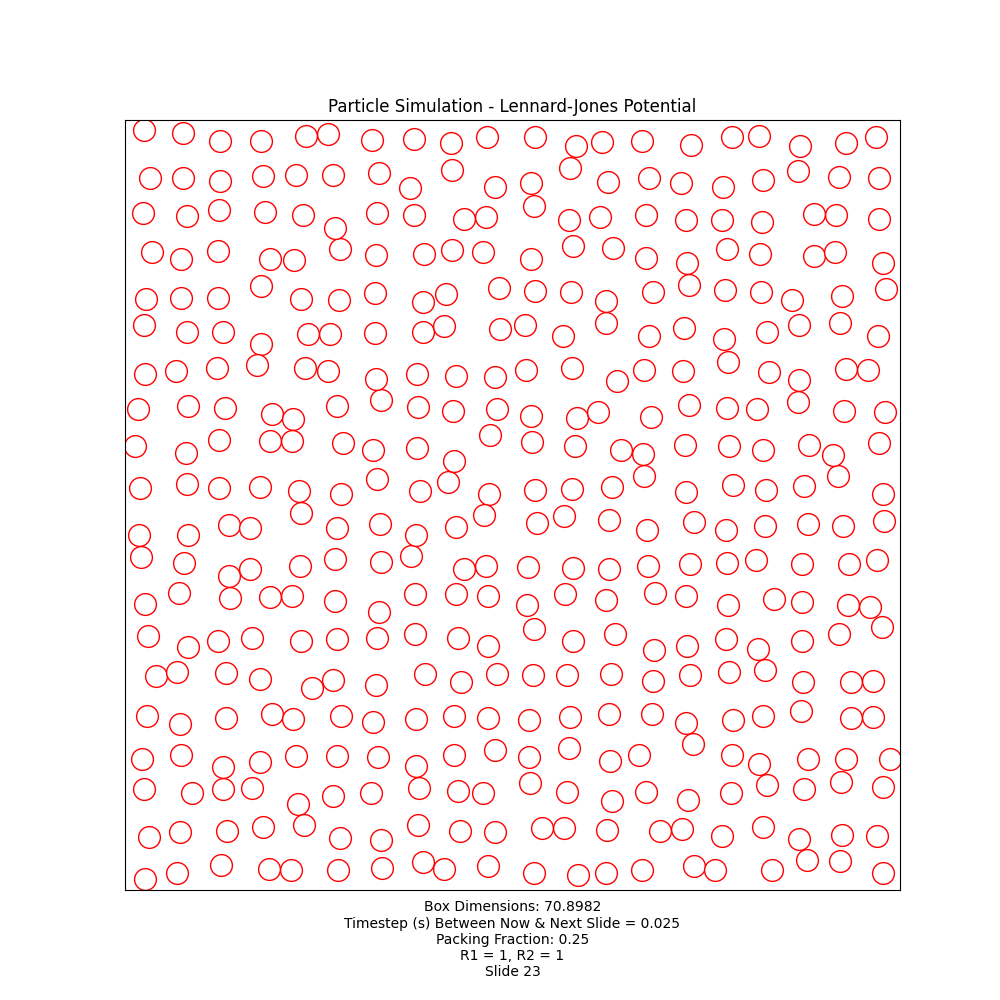 Particle Simulation - Lennard-Jones Potential
Box Dimensions: 70.8982
Timestep (s) Between Now & Next Slide = 0.025
Packing Fraction: 0.25
R1 = 1, R2 = 1
Slide 23